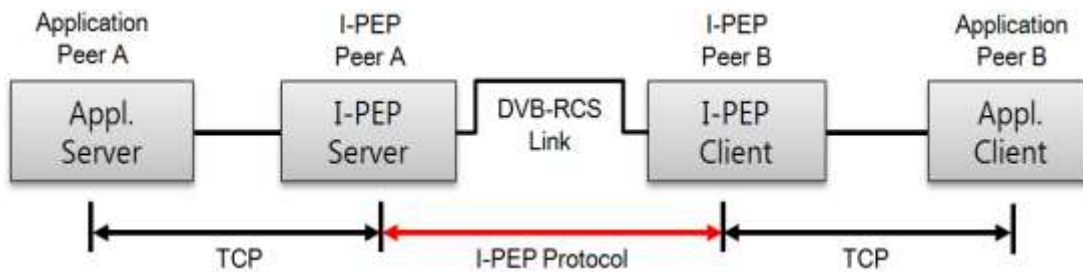 Application
Peer A
I-PEP
Peer A
I-PEP
Peer B
Application
Peer B
Appl.
Server
I-PEP
Server
DVB-RCS
Link
I-PEP
Client
Appl.
Client
TCP
I-PEP Protocol
TCP